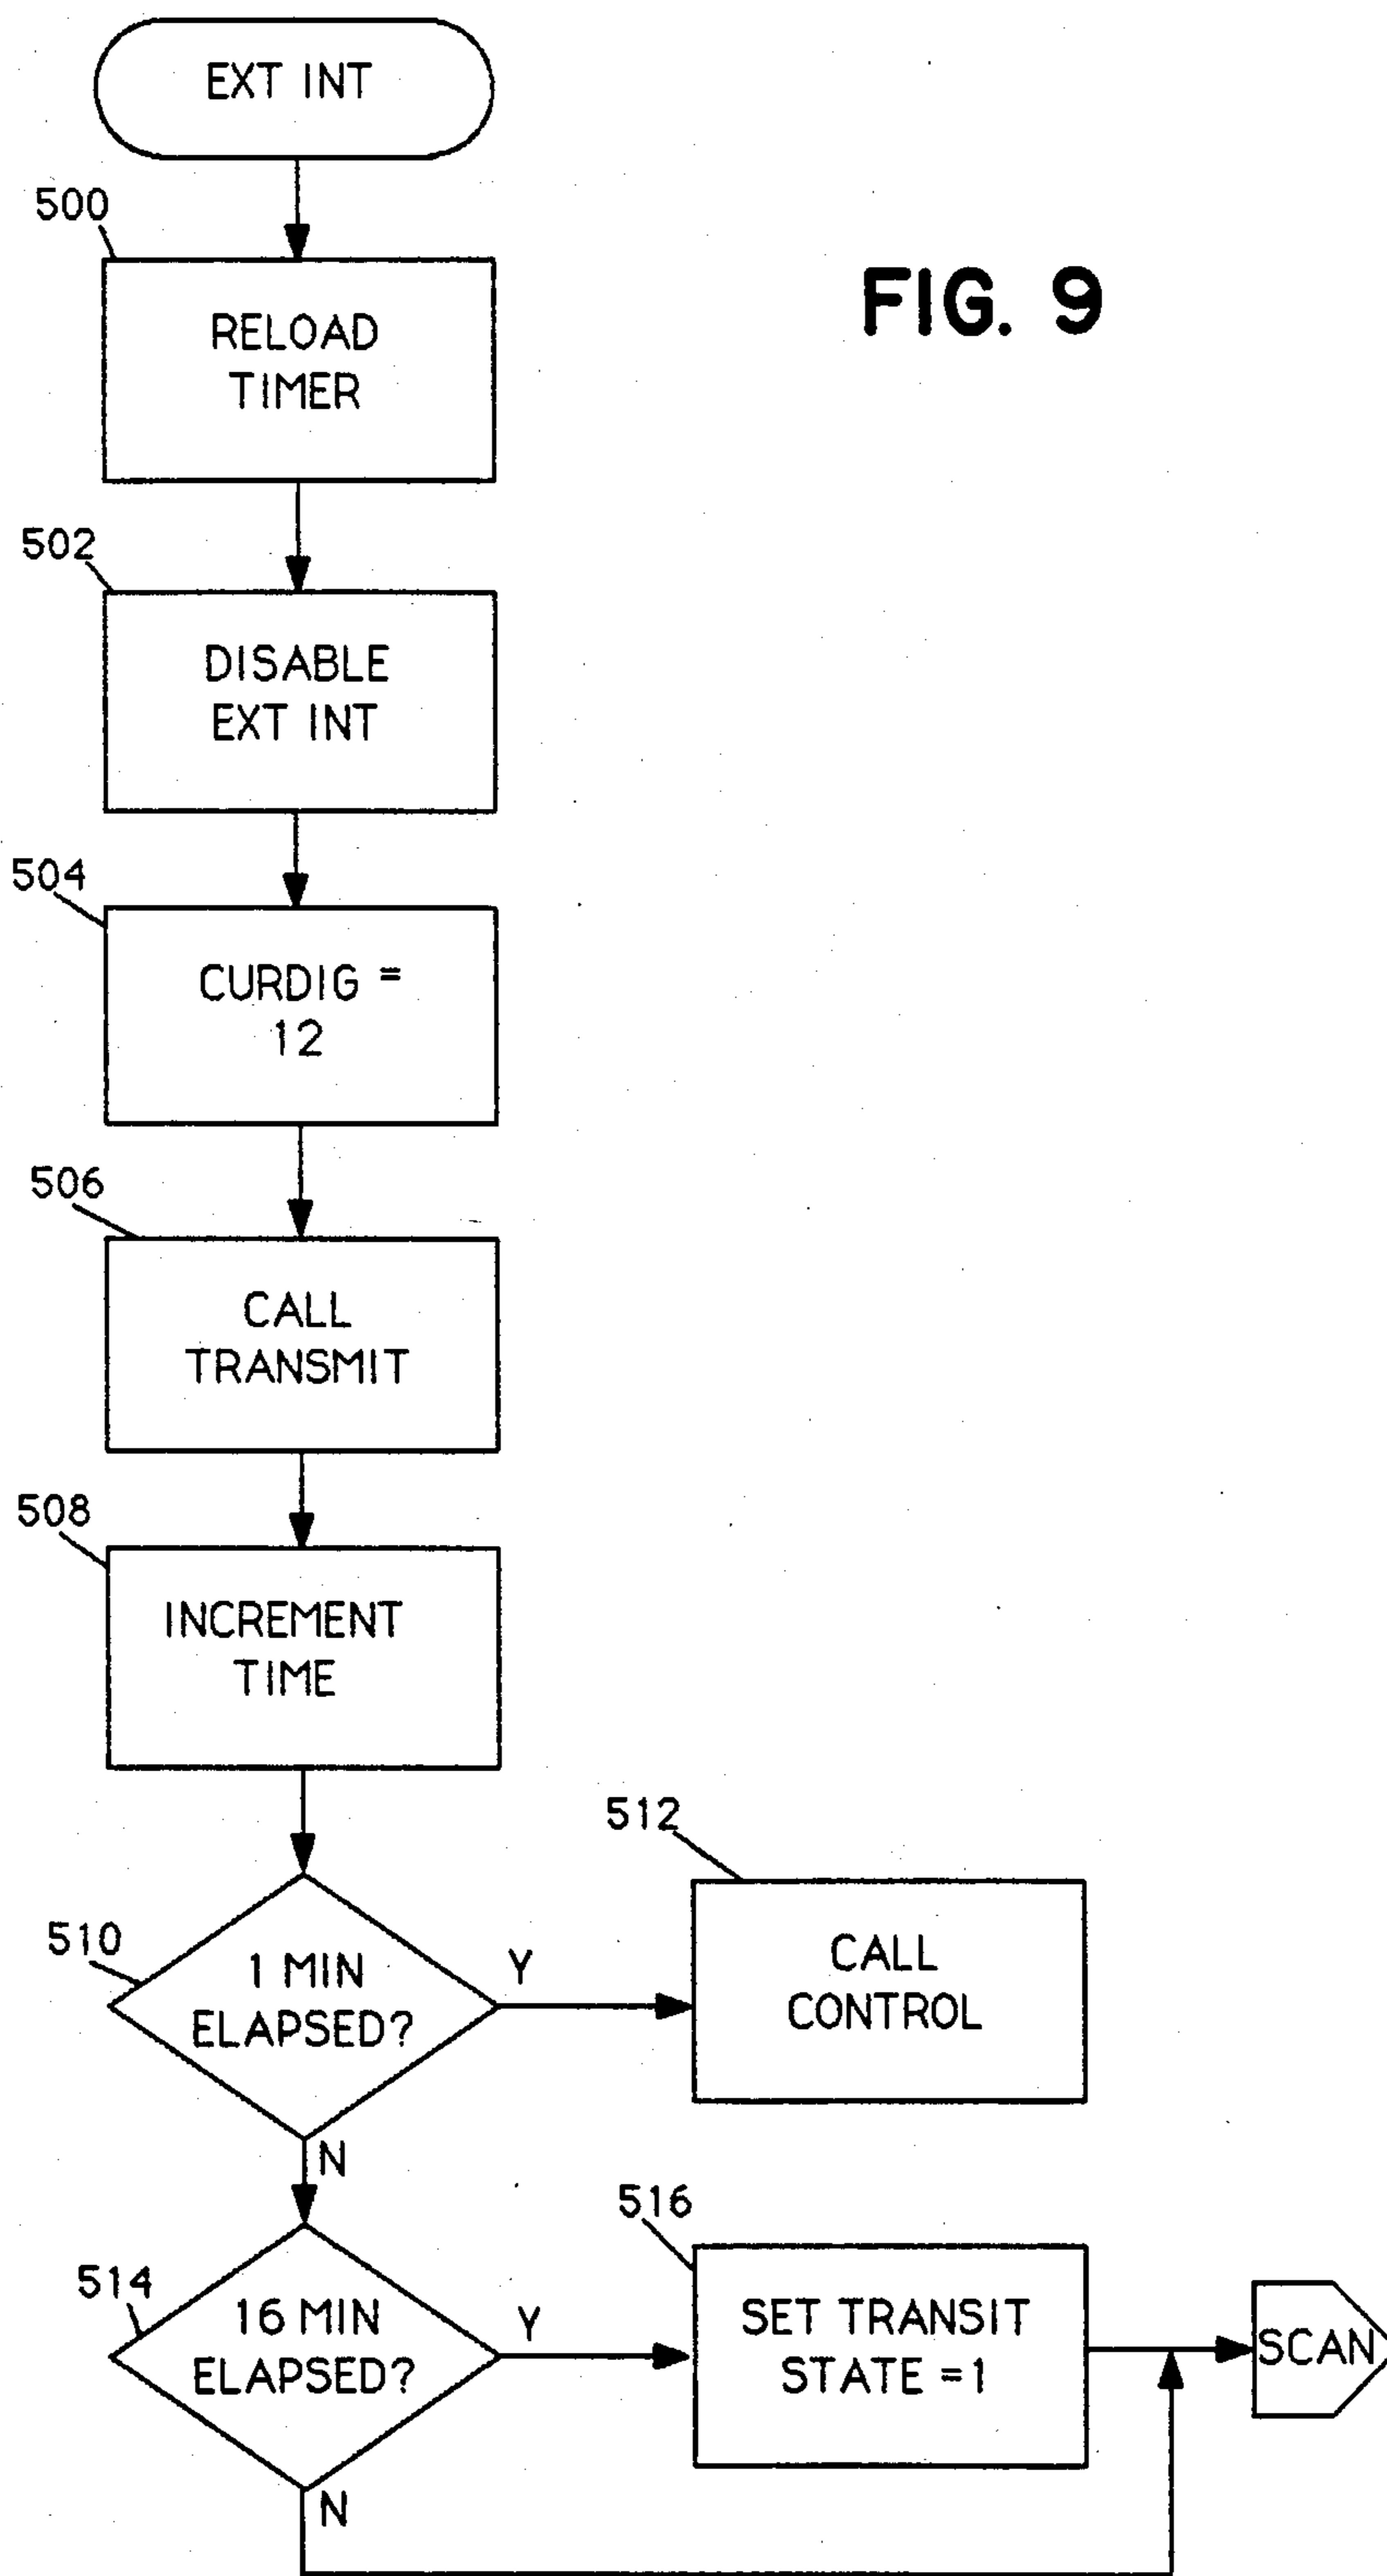 EXT INT
500
FIG. 9
RELOAD
TIMER
502
DISABLE
EXT INT
504
CURDIG =
12
506
CALL
TRANSMIT
508
INCREMENT
TIME
510
1 MIN
ELAPSED?
Y
512
CALL
CONTROL
N
514
16 MIN
ELAPSED?
Y
516
SET TRANSIT
STATE =1
SCAN
N